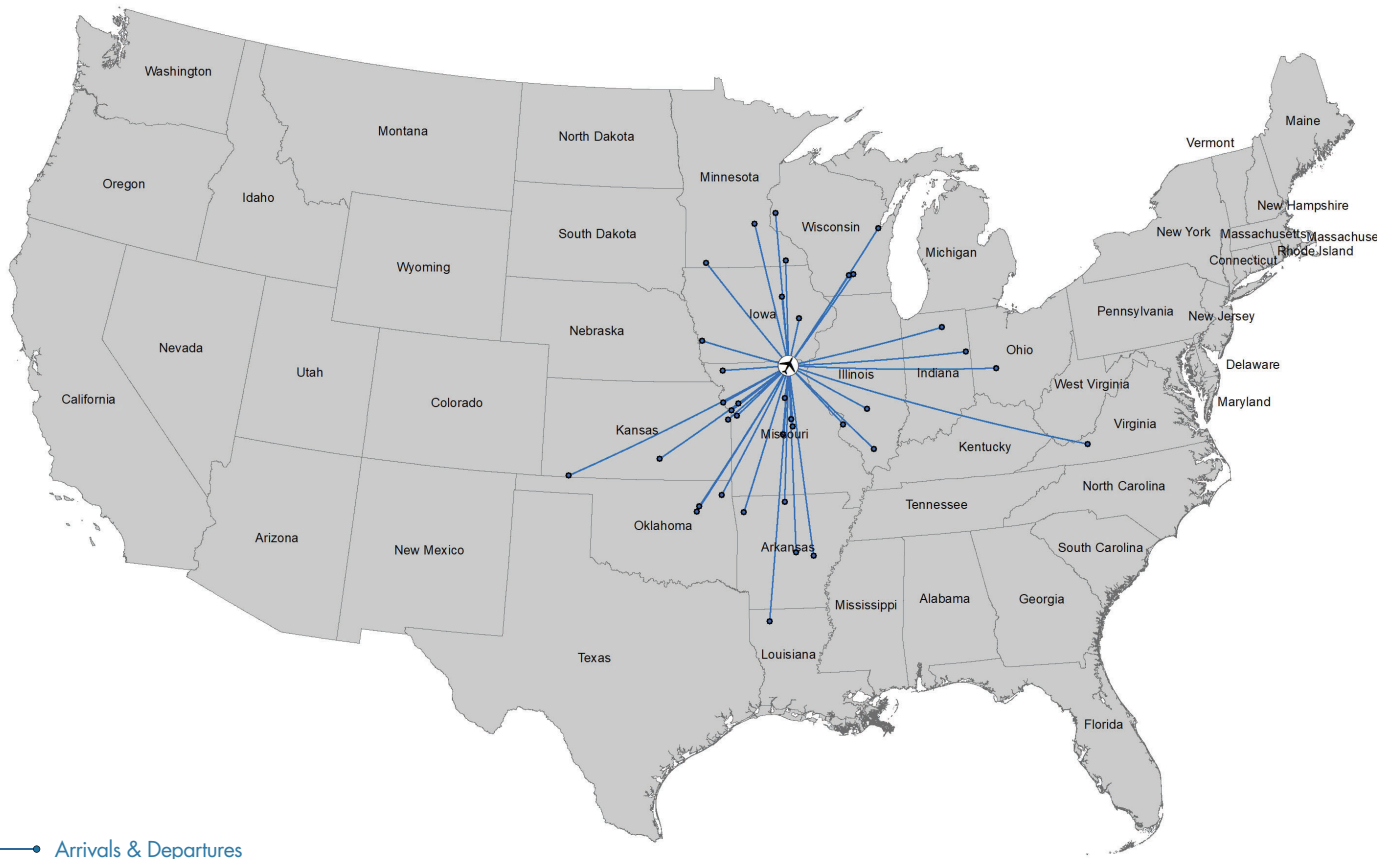 Washington
Montana
North Dakota
Minnesota
Maine
Vermont
Oregon
Idaho
Wisconsin
New Hampshire
South Dakota
New York
Massachusetts
Massachuse
Wyoming
Michigan
Rhode Island
Connecticut
Iowa
Pennsylvania
New Jersey
Nebraska
Nevada
Ohio
Delaware
Utah
Illinois
Indiana
West Virginia
California
Colorado
Maryland
Kansas
Missouri
Virginia
Kentucky
North Carolina
Tennessee
Oklahoma
Arizona
New Mexico
Arkansas
South Carolina
Mississippi
Alabama
Georgia
Texas
Louisiana
Florida
Arrivals & Departures